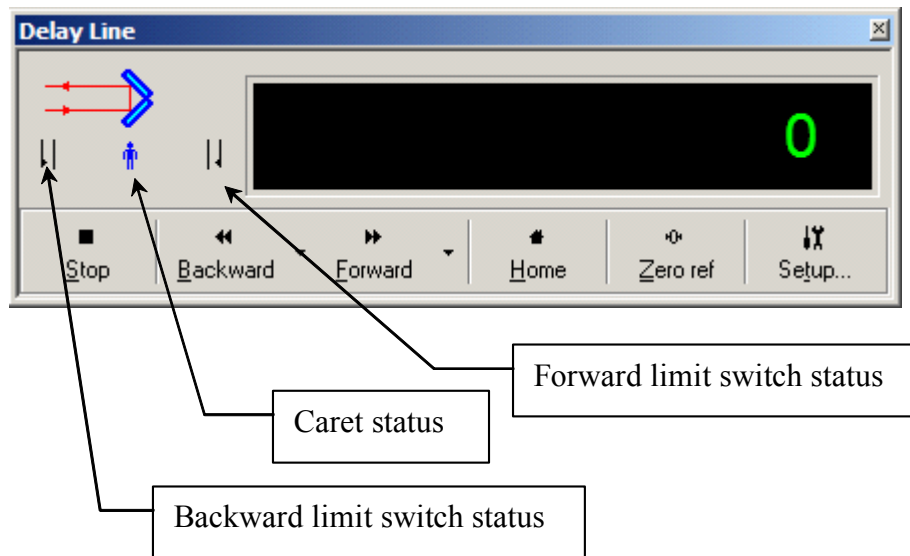 Delay Line
0
Stop Backward Forward Home Zero ref Setup...
Forward limit switch status
Caret status
Backward limit switch status